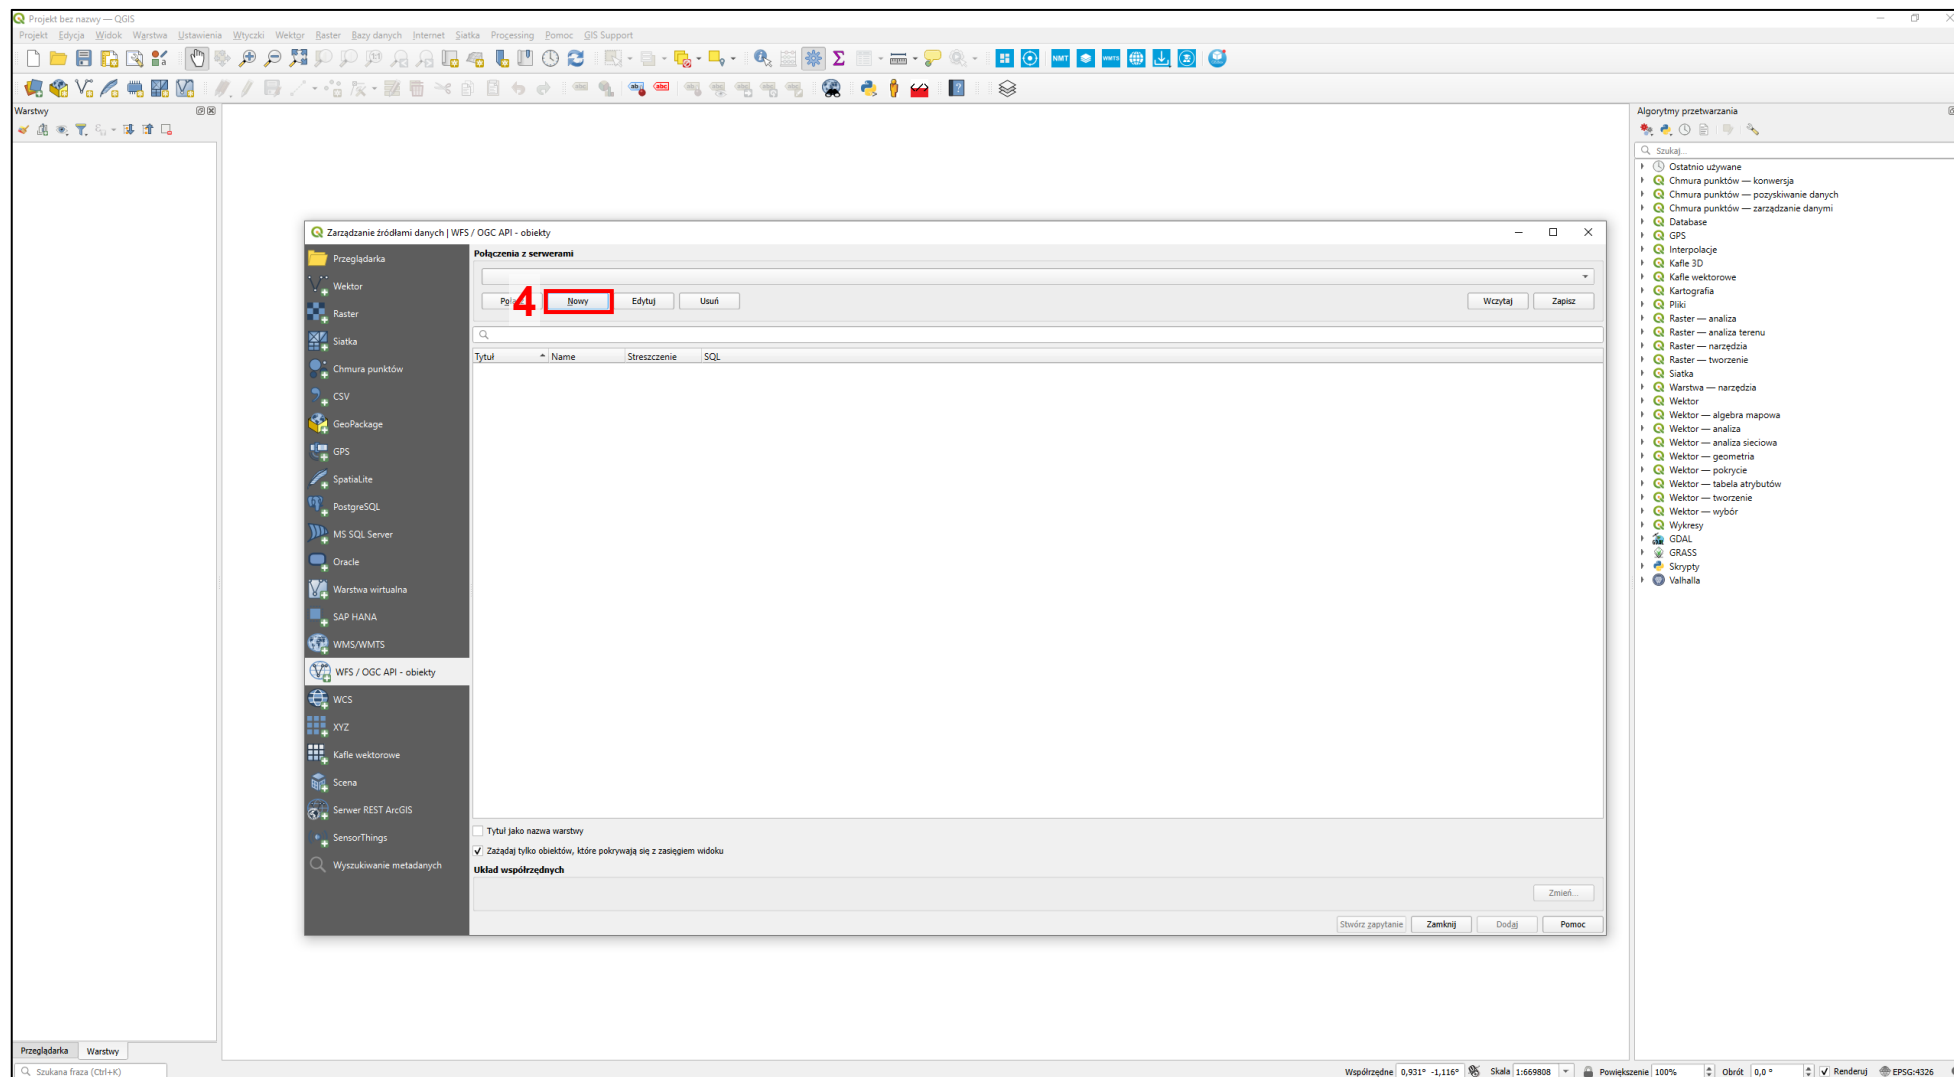 Projekt bez nazwy — QGIS
Projekt Edycja Widok Warstwa Ustawienia Wtyczki Wektor Raster Bazy danych Internet Siatka Processing Pomoc GIS Support
NMT WMTS
abc abc
Warstwy
Algorytmy przetwarzania
Szukaj...
Ostatnio używane
Chmura punktów — konwersja
Chmura punktów — pozyskiwanie danych
Chmura punktów — zarządzanie danymi
Database
GPS
Interpolacje
Kafle 3D
Kafle wektorowe
Kartografia
Pliki
Raster — analiza
Raster — analiza terenu
Raster — narzędzia
Raster — tworzenie
Siatka
Warstwa — narzędzia
Wektor
Wektor — algebra mapowa
Wektor — analiza
Wektor — analiza sieciowa
Wektor — geometria
Wektor — pokrycie
Wektor — tabela atrybutów
Wektor — tworzenie
Wektor — wybór
Wykresy
GDAL
GRASS
Skrypty
Valhalla
Zarządzanie źródłami danych | WFS / OGC API - obiekty
Przeglądarka
Wektor
Raster
Siatka
Chmura punktów
CSV
GeoPackage
GPS
SpatiaLite
PostgreSQL
MS SQL Server
Oracle
Warstwa wirtualna
SAP HANA
WMS/WMTS
WFS / OGC API - obiekty
WCS
XYZ
Kafle wektorowe
Scena
Serwer REST ArcGIS
SensorThings
Wyszukiwanie metadanych
Połączenia z serwerami
4 Nowy Edytuj Usuń Wczytaj Zapisz
Tytuł Name Streszczenie SQL
Tytuł jako nazwa warstwy
Zażądaj tylko obiektów, które pokrywają się z zasięgiem widoku
Układ współrzędnych
Zmień...
Stwórz zapytanie Zamknij Dodaj Pomoc
Przeglądarka Warstwy
Szukana fraza (Ctrl+K)
Współrzędne 0,931° -1,116° Skala 1:669808 Powiększenie 100% Obrót 0,0 ° Renderuj EPSG:4326